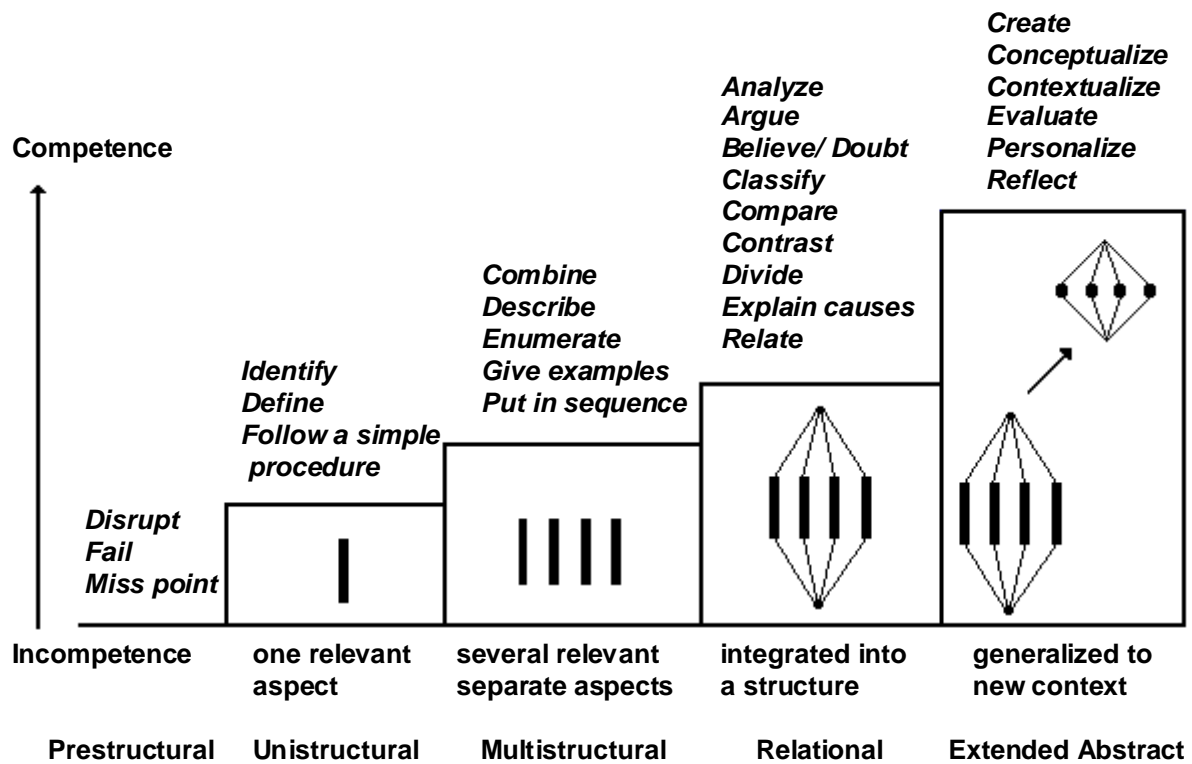 Create
Conceptualize
Contextualize
Evaluate
Personalize
Reflect
Analyze
Argue
Believe/ Doubt
Classify
Compare
Contrast
Divide
Explain causes
Relate
Competence
Combine
Describe
Enumerate
Give examples
Put in sequence
Identify
Define
Follow a simple
procedure
Disrupt
Fail
Miss point
Incompetence
one relevant
aspect
several relevant
separate aspects
integrated into
a structure
generalized to
new context
Prestructural
Unistructural
Multistructural
Relational
Extended Abstract